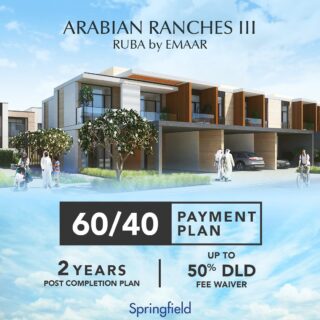 ARABIAN RANCHES III
RUBA by EMAAR
60/40
PAYMENT
PLAN
2 YEARS
POST COMPLETION PLAN
UP TO
50% DLD
FEE WAIVER
Springfield